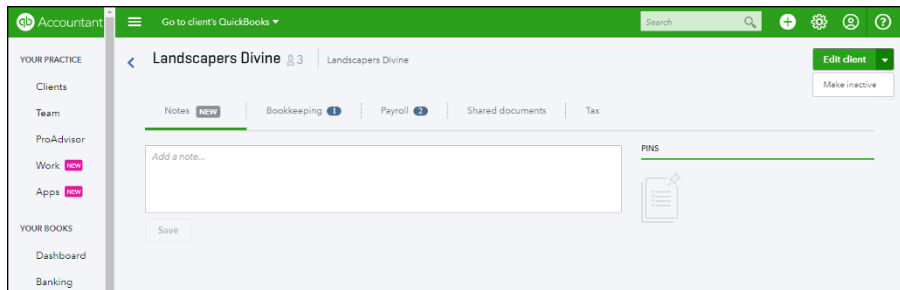 qb Accountant
Go to client's QuickBooks
Search
YOUR PRACTICE
Clients
Team
ProAdvisor
Work NEW
Apps NEW
YOUR BOOKS
Dashboard
Banking
Landscapers Divine 3 Landscapers Divine
Edit client
Make inactive
Notes NEW Bookkeeping 1 Payroll 2 Shared documents Tax
Add a note...
Save
PINS